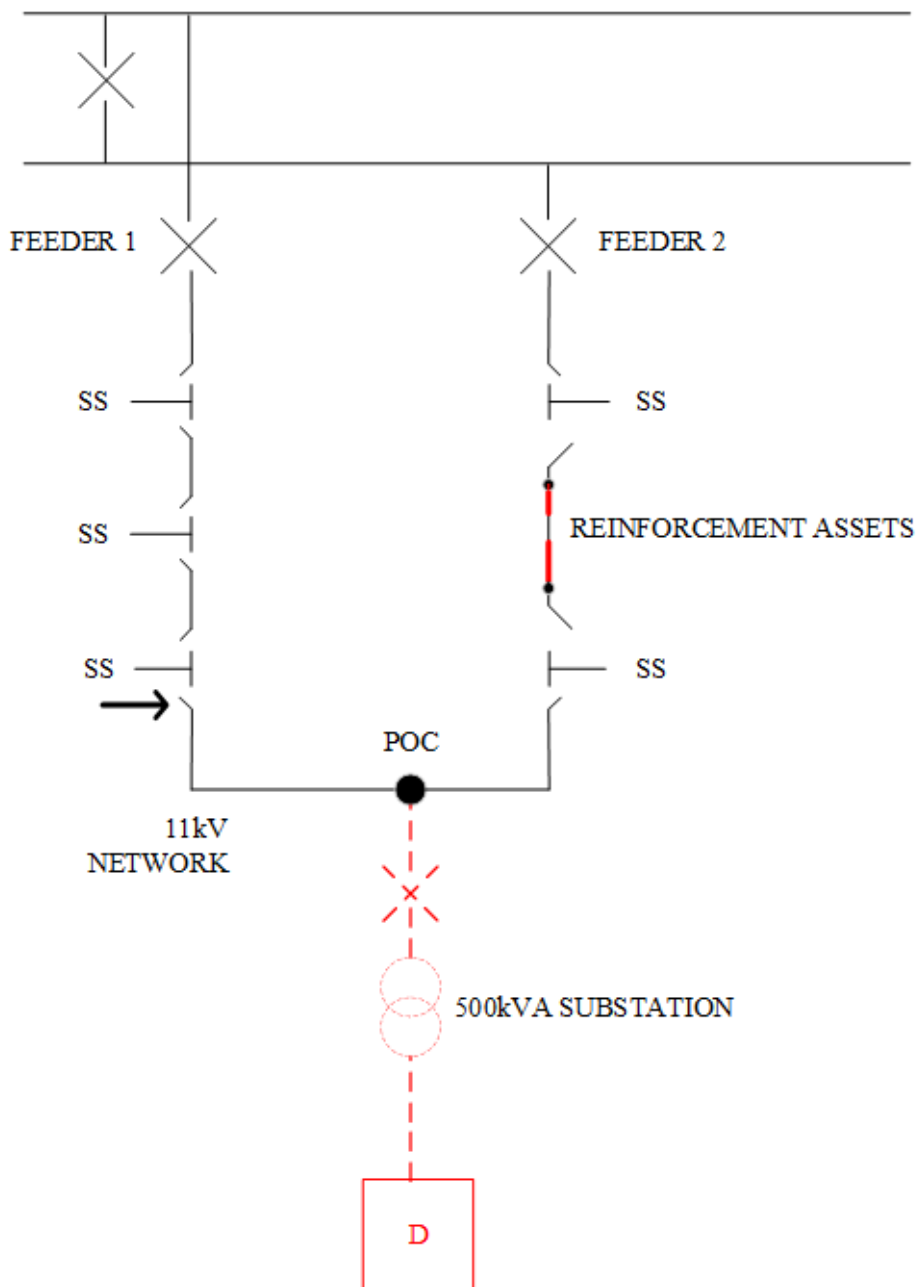 FEEDER 1
FEEDER 2
SS
SS
SS
REINFORCEMENT ASSETS
SS
SS
POC
11kV
NETWORK
500kVA SUBSTATION
D